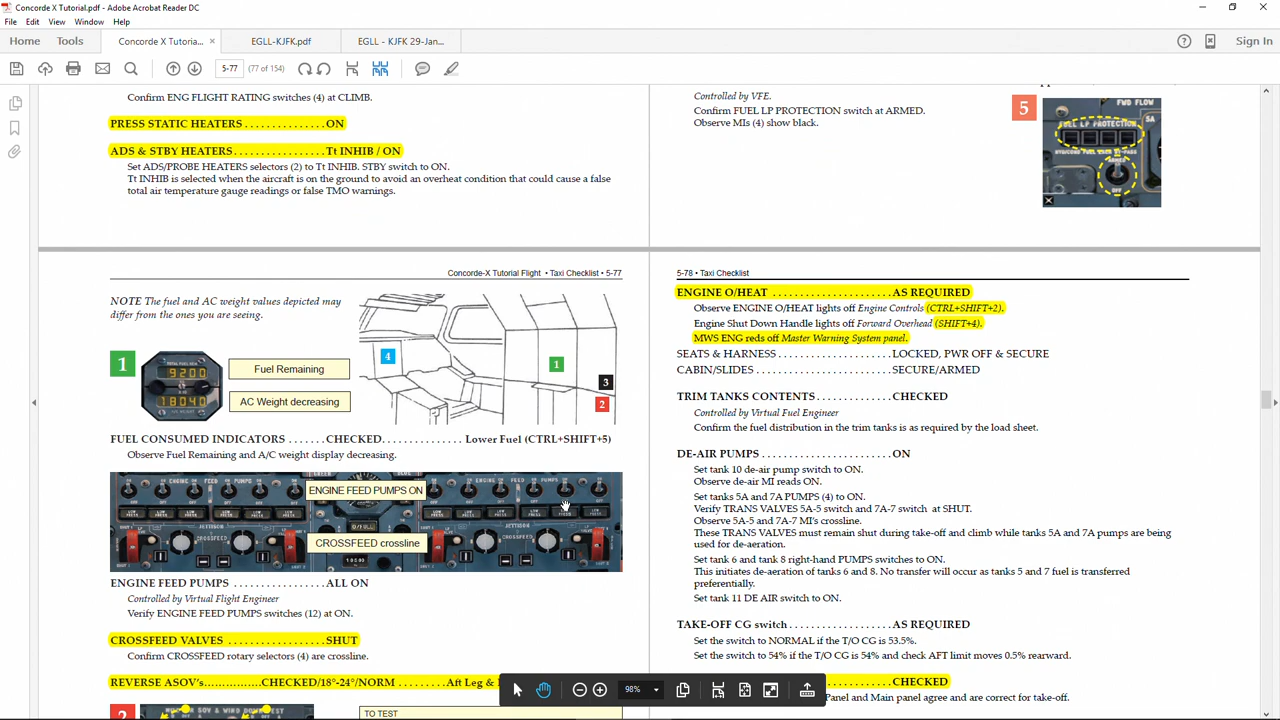 Concorde X Tutorial.pdf - Adobe Acrobat Reader DC
File Edit View Window Help
Home Tools Concorde X Tutoria... × EGLL-KJFK.pdf EGLL - KJFK 29-Jan... Sign In
5-77 (77 of 154)
Confirm ENG FLIGHT RATING switches (4) at CLIMB.
PRESS STATIC HEATERS . . . . . . . . . . . . . . . ON
ADS & STBY HEATERS . . . . . . . . . . . . . . . . Tt INHIB / ON
Set ADS/PROBE HEATERS selectors (2) to Tt INHIB. STBY switch to ON.
Tt INHIB is selected when the aircraft is on the ground to avoid an overheat condition that could cause a false
total air temperature gauge readings or false TMO warnings.
Controlled by VFE.
Confirm FUEL LP PROTECTION switch at ARMED.
Observe MIs (4) show black.
5
FWD FLOW
FUEL LP PROTECTION
5A
ARMED
OFF
Concorde-X Tutorial Flight • Taxi Checklist • 5-77
NOTE The fuel and AC weight values depicted may
differ from the ones you are seeing.
1
9200
18040
Fuel Remaining
AC Weight decreasing
4
1
3
2
FUEL CONSUMED INDICATORS . . . . . . . CHECKED. . . . . . . . . . . . . . . Lower Fuel (CTRL+SHIFT+5)
Observe Fuel Remaining and A/C weight display decreasing.
ENGINE FEED PUMPS ON
CROSSFEED crossline
ENGINE FEED PUMPS . . . . . . . . . . . . . . . . . ALL ON
Controlled by Virtual Flight Engineer
Verify ENGINE FEED PUMPS switches (12) at ON.
CROSSFEED VALVES . . . . . . . . . . . . . . . . . . SHUT
Confirm CROSSFEED rotary selectors (4) are crossline.
REVERSE ASOV's...............CHECKED/18°-24°/NORM . . . . . . . . . Aft Leg &
2
TO TEST
5-78 • Taxi Checklist
ENGINE O/HEAT . . . . . . . . . . . . . . . . . . . . . . AS REQUIRED
Observe ENGINE O/HEAT lights off Engine Controls (CTRL+SHIFT+2).
Engine Shut Down Handle lights off Forward Overhead (SHIFT+4).
MWS ENG reds off Master Warning System panel.
SEATS & HARNESS . . . . . . . . . . . . . . . . . . . . . LOCKED, PWR OFF & SECURE
CABIN/SLIDES . . . . . . . . . . . . . . . . . . . . . . . . . SECURE/ARMED
TRIM TANKS CONTENTS . . . . . . . . . . . . . . . . CHECKED
Controlled by Virtual Fuel Engineer
Confirm the fuel distribution in the trim tanks is as required by the load sheet.
DE-AIR PUMPS . . . . . . . . . . . . . . . . . . . . . . . . ON
Set tank 10 de-air pump switch to ON.
Observe de-air MI reads ON.
Set tanks 5A and 7A PUMPS (4) to ON.
Verify TRANS VALVES 5A-5 switch and 7A-7 switch at SHUT.
Observe 5A-5 and 7A-7 MI's crossline.
These TRANS VALVES must remain shut during take-off and climb while tanks 5A and 7A pumps are being
used for de-aeration.
Set tank 6 and tank 8 right-hand PUMPS switches to ON.
This initiates de-aeration of tanks 6 and 8. No transfer will occur as tanks 5 and 7 fuel is transferred
preferentially.
Set tank 11 DE AIR switch to ON.
TAKE-OFF CG switch . . . . . . . . . . . . . . . . . . . AS REQUIRED
Set the switch to NORMAL if the T/O CG is 53.5%.
Set the switch to 54% if the T/O CG is 54% and check AFT limit moves 0.5% rearward.
CHECKED
Panel and Main panel agree and are correct for take-off.
98%